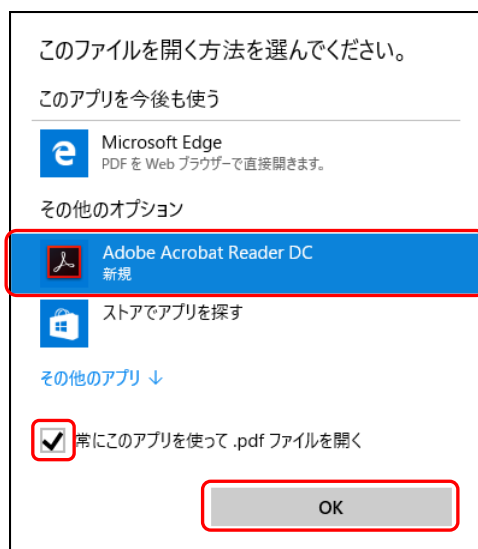 このファイルを開く方法を選んでください。
このアプリを今後も使う
Microsoft Edge
PDF を Web ブラウザーで直接開きます。
その他のオプション
Adobe Acrobat Reader DC
新規
ストアでアプリを探す
その他のアプリ ↓
常にこのアプリを使って .pdf ファイルを開く
OK